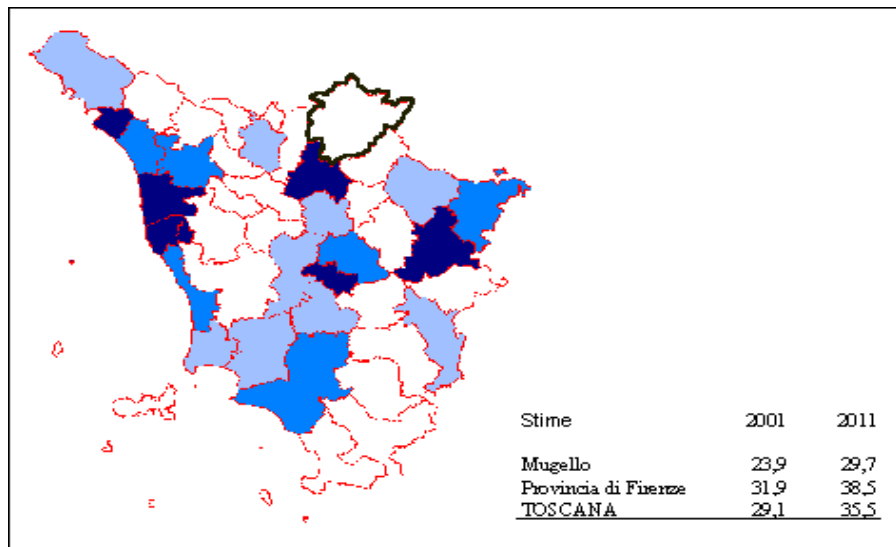 Stime 2001 2011
Mugello 23,9 29,7
Provincia di Firenze 31,9 38,5
TOSCANA 29,1 35,5